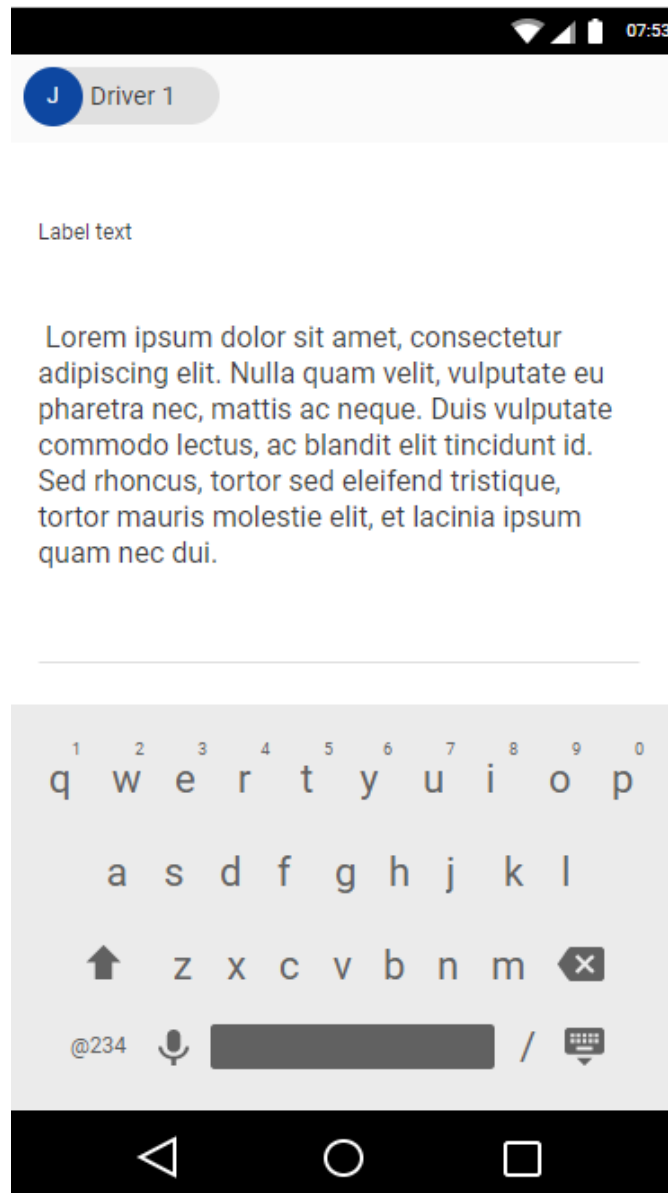 07:53
J Driver 1
Label text
Lorem ipsum dolor sit amet, consectetur
adipiscing elit. Nulla quam velit, vulputate eu
pharetra nec, mattis ac neque. Duis vulputate
commodo lectus, ac blandit elit tincidunt id.
Sed rhoncus, tortor sed eleifend tristique,
tortor mauris molestie elit, et lacinia ipsum
quam nec dui.
1 2 3 4 5 6 7 8 9 0
q w e r t y u i o p
a s d f g h j k l
z x c v b n m
@234 /